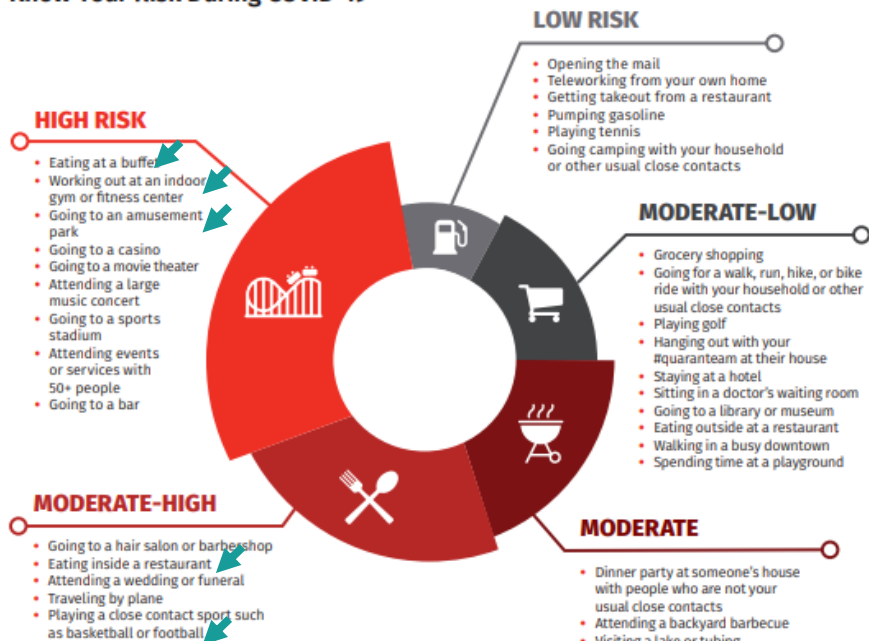 Know Your Risk During COVID-19
LOW RISK
• Opening the mail
• Teleworking from your own home
• Getting takeout from a restaurant
• Pumping gasoline
• Playing tennis
• Going camping with your household
or other usual close contacts
HIGH RISK
• Eating at a buffet
• Working out at an indoor
gym or fitness center
• Going to an amusement
park
• Going to a casino
• Going to a movie theater
• Attending a large
music concert
• Going to a sports
stadium
• Attending events
or services with
50+ people
• Going to a bar
MODERATE-LOW
• Grocery shopping
• Going for a walk, run, hike, or bike
ride with your household or other
usual close contacts
• Playing golf
• Hanging out with your
#quaranteam at their house
• Staying at a hotel
• Sitting in a doctor's waiting room
• Going to a library or museum
• Eating outside at a restaurant
• Walking in a busy downtown
• Spending time at a playground
MODERATE-HIGH
• Going to a hair salon or barbershop
• Eating inside a restaurant
• Attending a wedding or funeral
• Traveling by plane
• Playing a close contact sport such
as basketball or football
MODERATE
• Dinner party at someone's house
with people who are not your
usual close contacts
• Attending a backyard barbecue
• Visiting a lake or tubing